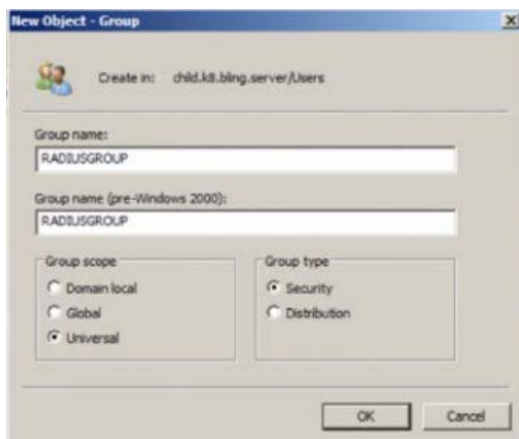 New Object - Group
Create in: child.k8.bling.server/Users
Group name:
RADIUSGROUP
Group name (pre-Windows 2000):
RADIUSGROUP
Group scope
Domain local
Global
Universal
Group type
Security
Distribution
OK
Cancel